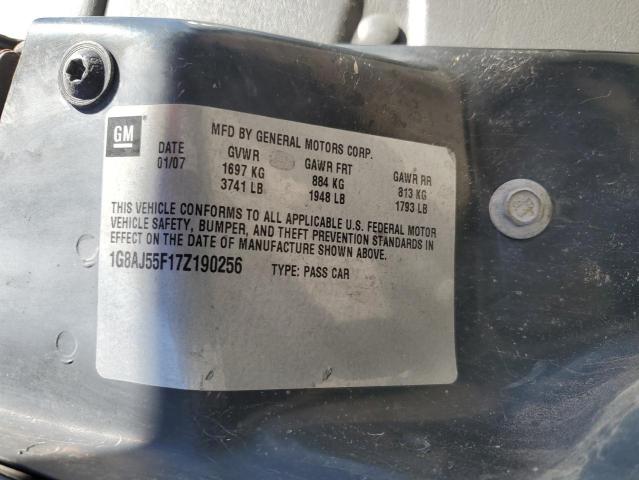 GM
MFD BY GENERAL MOTORS CORP.
DATE GVWR GAWR FRT GAWR RR
01/07 1697 KG 884 KG 813 KG
3741 LB 1948 LB 1793 LB
THIS VEHICLE CONFORMS TO ALL APPLICABLE U.S. FEDERAL MOTOR
VEHICLE SAFETY, BUMPER, AND THEFT PREVENTION STANDARDS IN
EFFECT ON THE DATE OF MANUFACTURE SHOWN ABOVE.
1G8AJ55F17Z190256 TYPE: PASS CAR